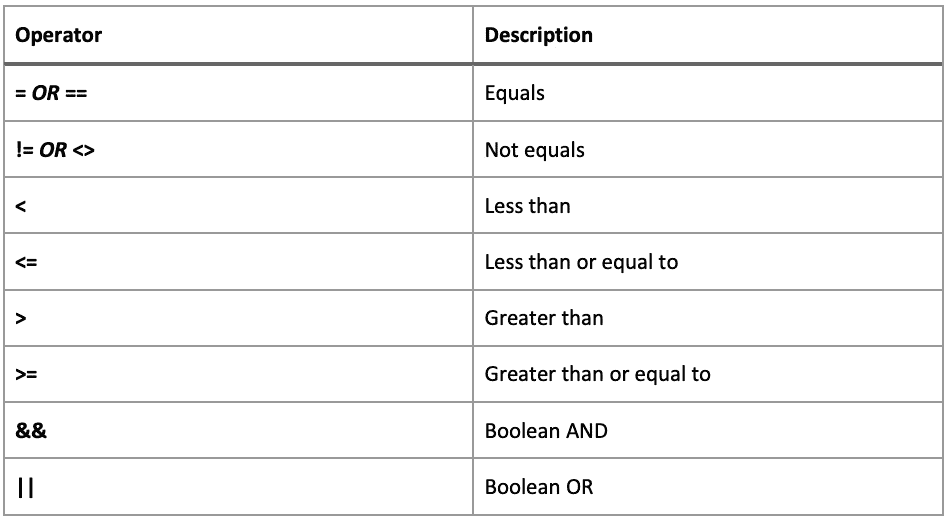 Operator Description
= OR == Equals
!= OR <> Not equals
< Less than
<= Less than or equal to
> Greater than
>= Greater than or equal to
&& Boolean AND
|| Boolean OR